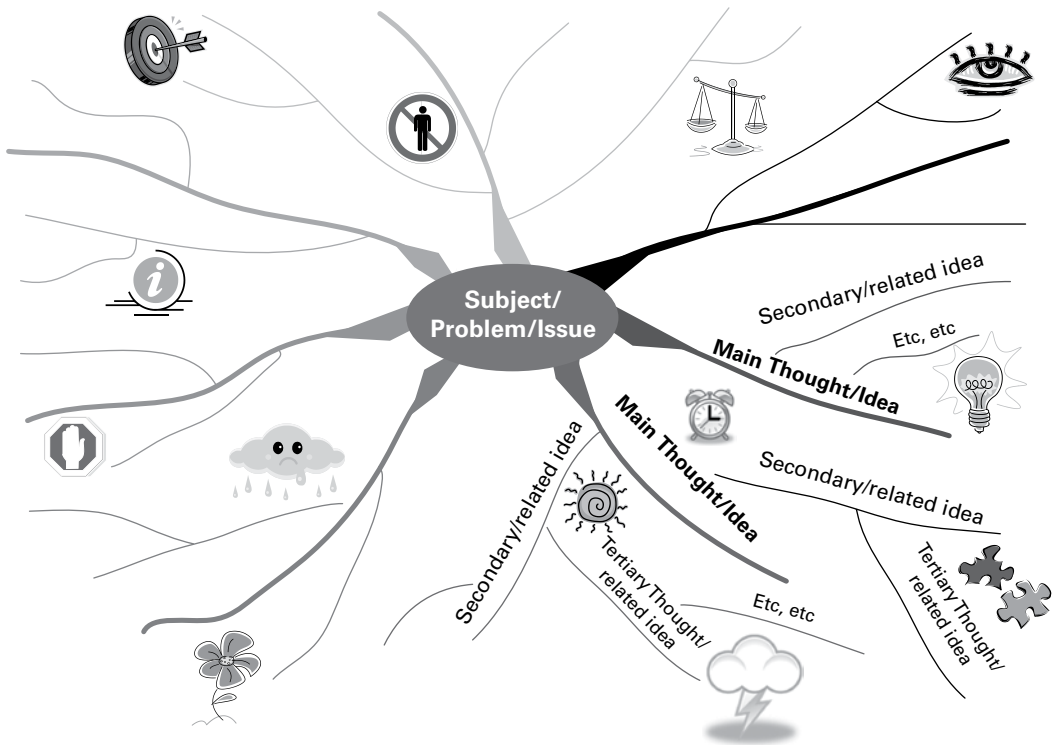 Subject/
Problem/Issue
Secondary/related idea
Etc, etc
Main Thought/Idea
Main Thought/Idea
Secondary/related idea
Secondary/related idea
Tertiary Thought/
related idea
Tertiary Thought/
related idea
Etc, etc
i